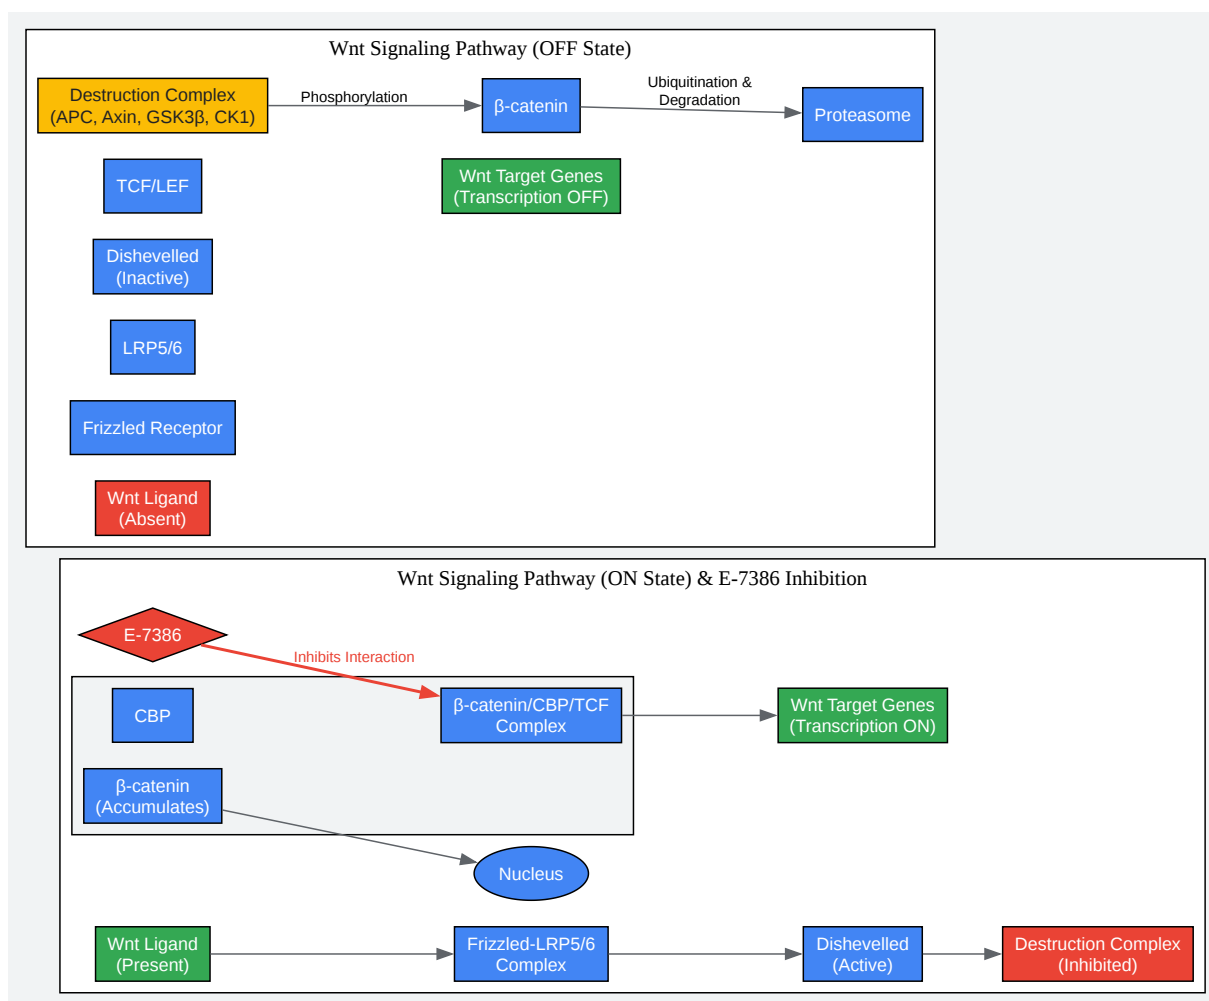 Wnt Signaling Pathway (OFF State)
Destruction Complex
(APC, Axin, GSK3β, CK1)
Phosphorylation
β-catenin
Ubiquitination &
Degradation
Proteasome
TCF/LEF
Wnt Target Genes
(Transcription OFF)
Dishevelled
(Inactive)
LRP5/6
Frizzled Receptor
Wnt Ligand
(Absent)
Wnt Signaling Pathway (ON State) & E-7386 Inhibition
E-7386
Inhibits Interaction
CBP
β-catenin/CBP/TCF
Complex
Wnt Target Genes
(Transcription ON)
β-catenin
(Accumulates)
Nucleus
Wnt Ligand
(Present)
Frizzled-LRP5/6
Complex
Dishevelled
(Active)
Destruction Complex
(Inhibited)